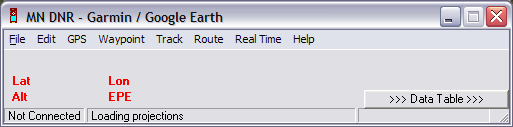 MN DNR - Garmin / Google Earth
File Edit GPS Waypoint Track Route Real Time Help
Lat Lon
Alt EPE
>>> Data Table >>>
Not Connected Loading projections